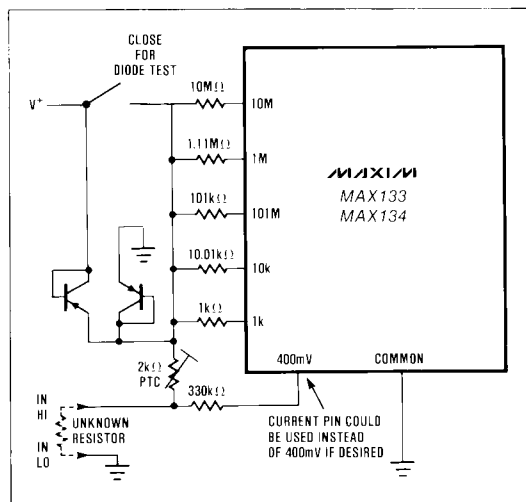 CLOSE
FOR
DIODE TEST
V+
10MΩ
10M
1.11MΩ
1M
MAXIM
MAX133
MAX134
101kΩ
101M
10.01kΩ
10k
1kΩ
1k
2kΩ
PTC
400mV
COMMON
330kΩ
IN
HI
UNKNOWN
RESISTOR
IN
LO
CURRENT PIN COULD
BE USED INSTEAD
OF 400mV IF DESIRED